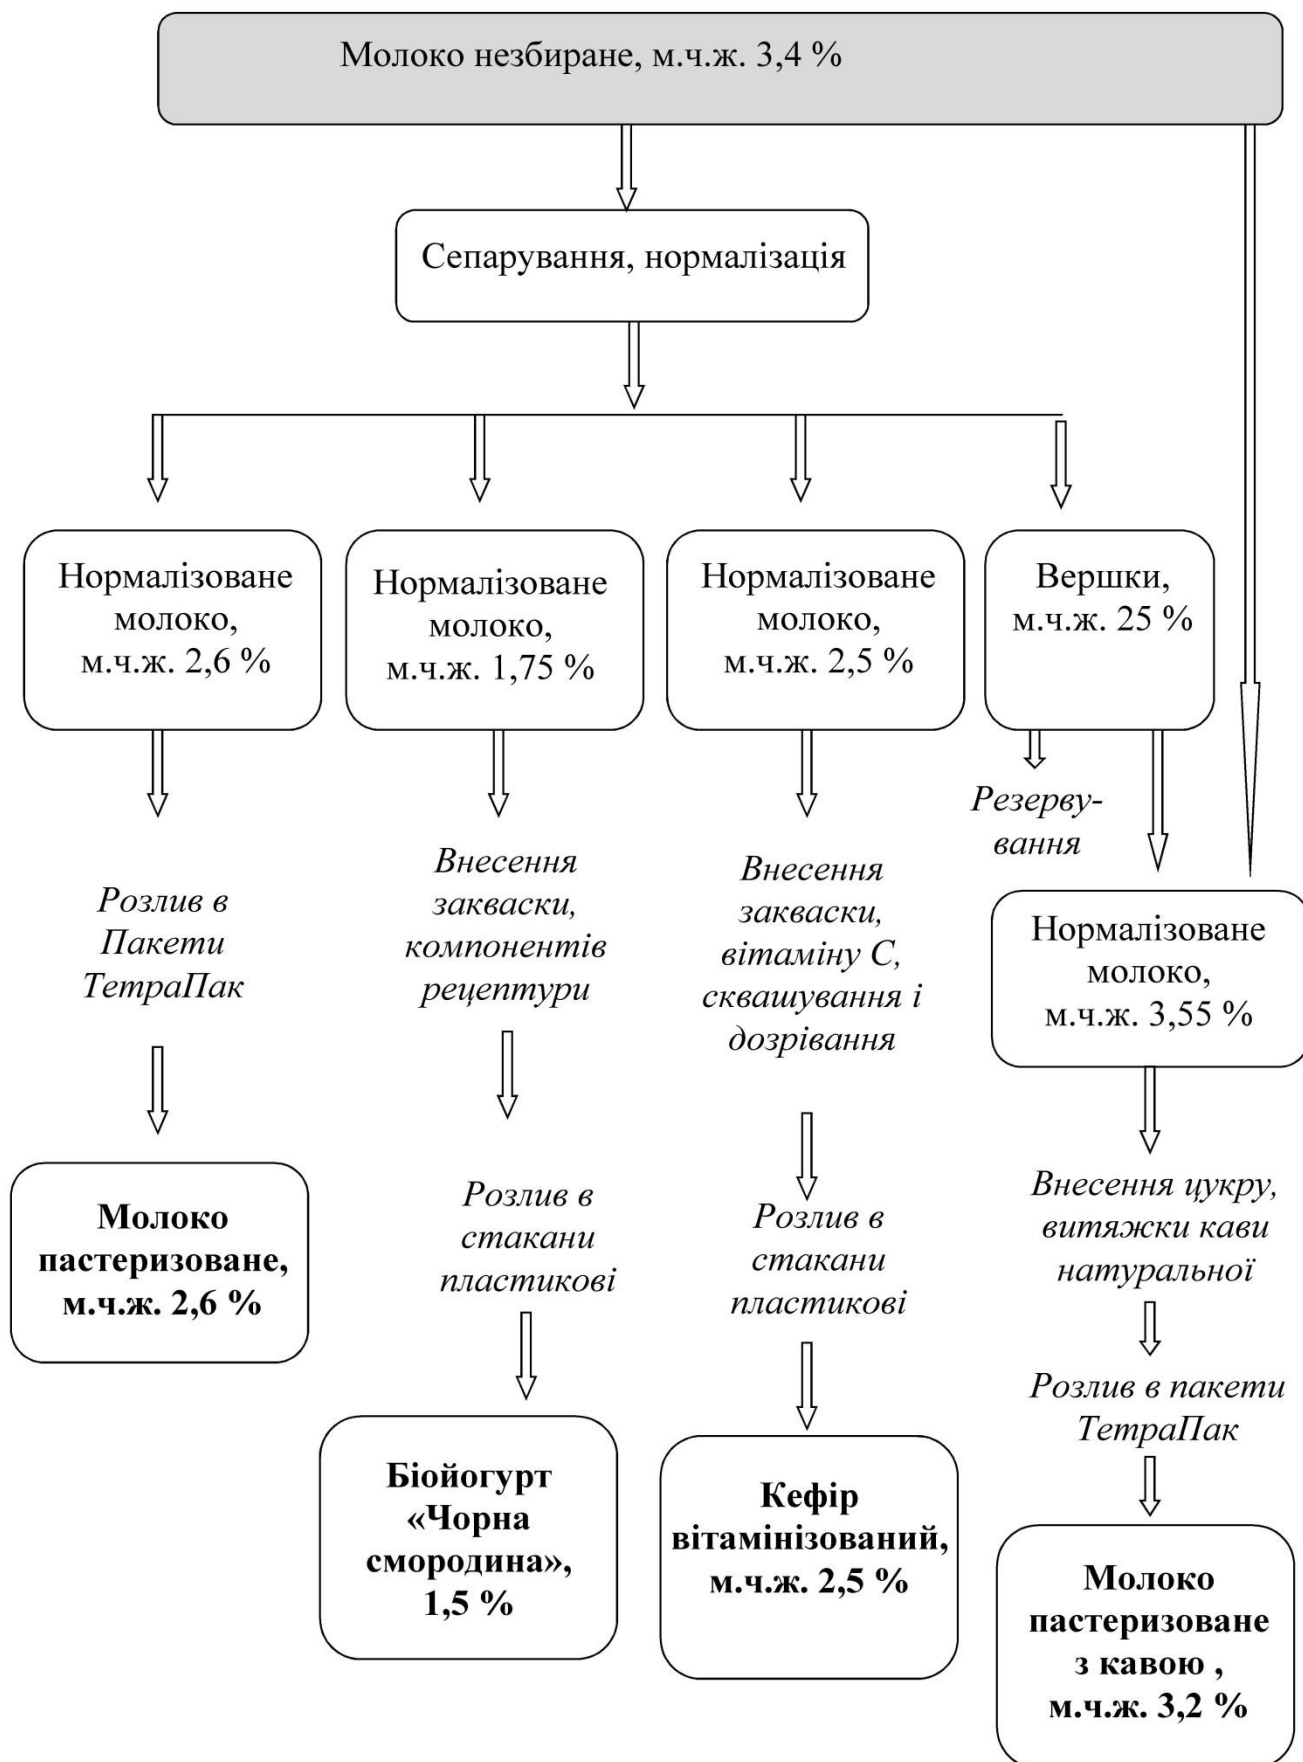 Молоко незбиране, м.ч.ж. 3,4 %
Сепарування, нормалізація
Нормалізоване
молоко,
м.ч.ж. 2,6 %
Нормалізоване
молоко,
м.ч.ж. 1,75 %
Нормалізоване
молоко,
м.ч.ж. 2,5 %
Вершки,
м.ч.ж. 25 %
Резерву-
вання
Розлив в
Пакети
ТетраПак
Внесення
закваски,
компонентів
рецептури
Внесення
закваски,
вітаміну С,
сквашування і
дозрівання
Нормалізоване
молоко,
м.ч.ж. 3,55 %
Молоко
пастеризоване,
м.ч.ж. 2,6 %
Розлив в
стакани
пластикові
Розлив в
стакани
пластикові
Внесення цукру,
витяжки кави
натуральної
Розлив в пакети
ТетраПак
Біойогурт
«Чорна
смородина»,
1,5 %
Кефір
вітамінізований,
м.ч.ж. 2,5 %
Молоко
пастеризоване
з кавою ,
м.ч.ж. 3,2 %